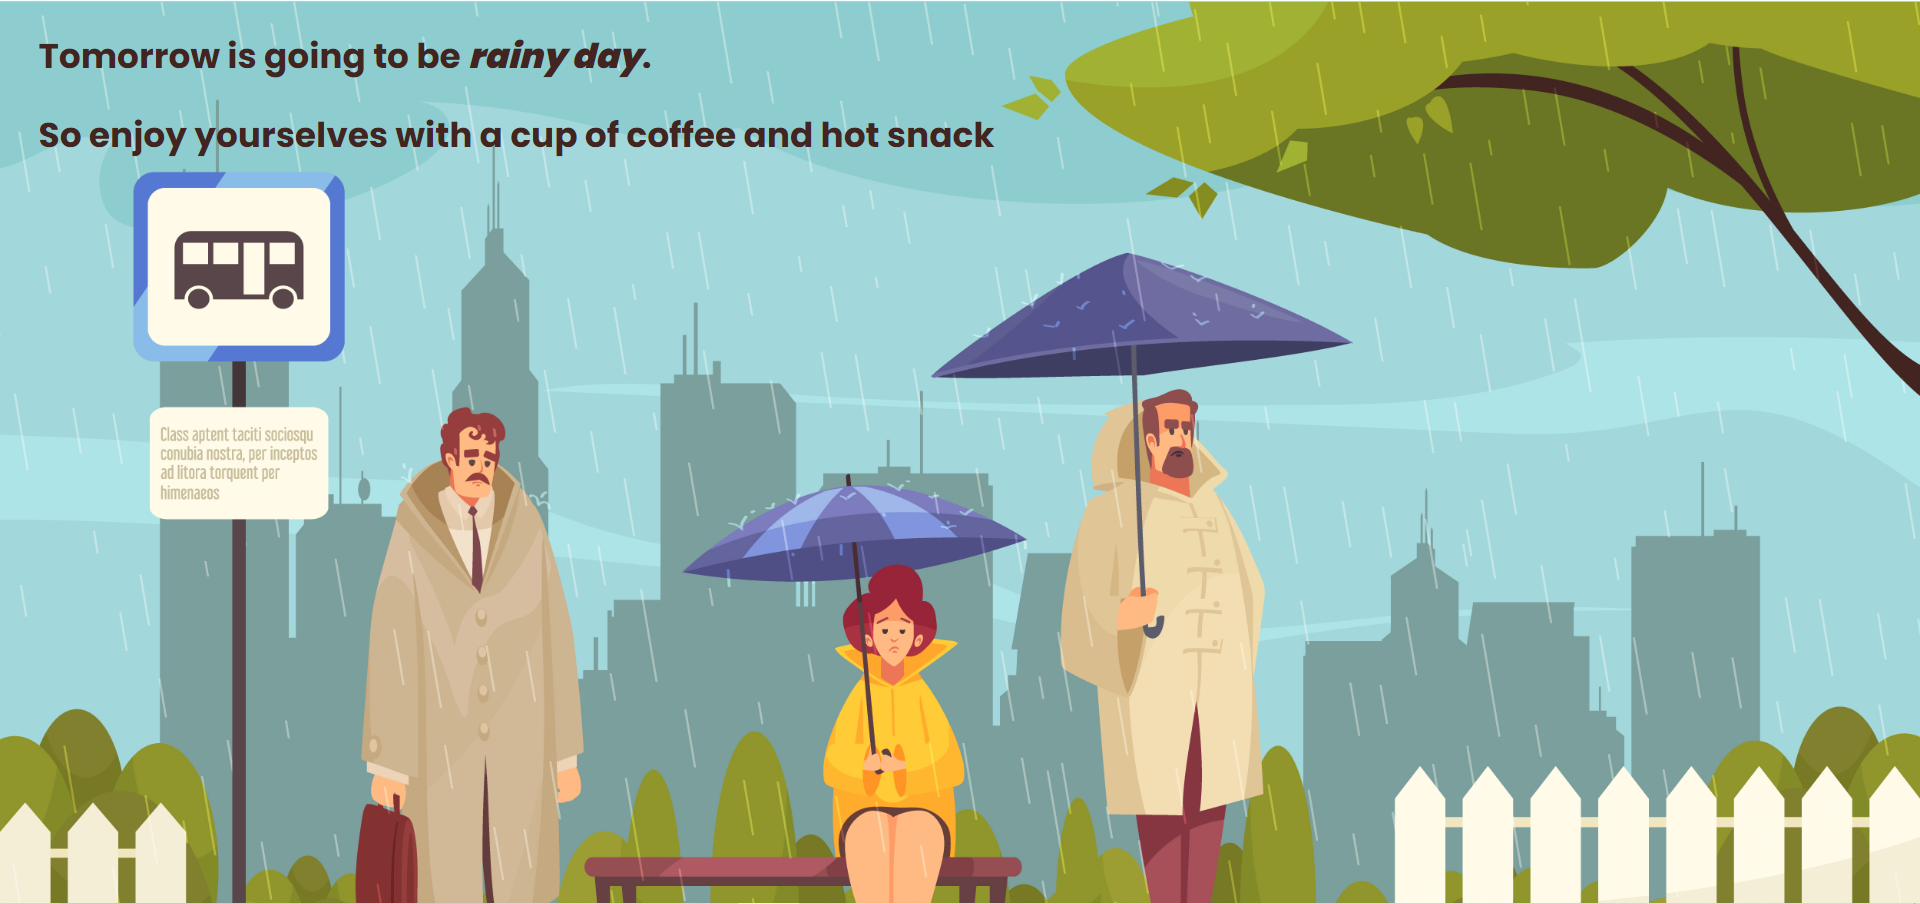 Tomorrow is going to be rainy day.
So enjoy yourselves with a cup of coffee and hot snack
Class aptent taciti sociosqu
conubia nostra, per inceptos
ad litora torquent per
himenaeos